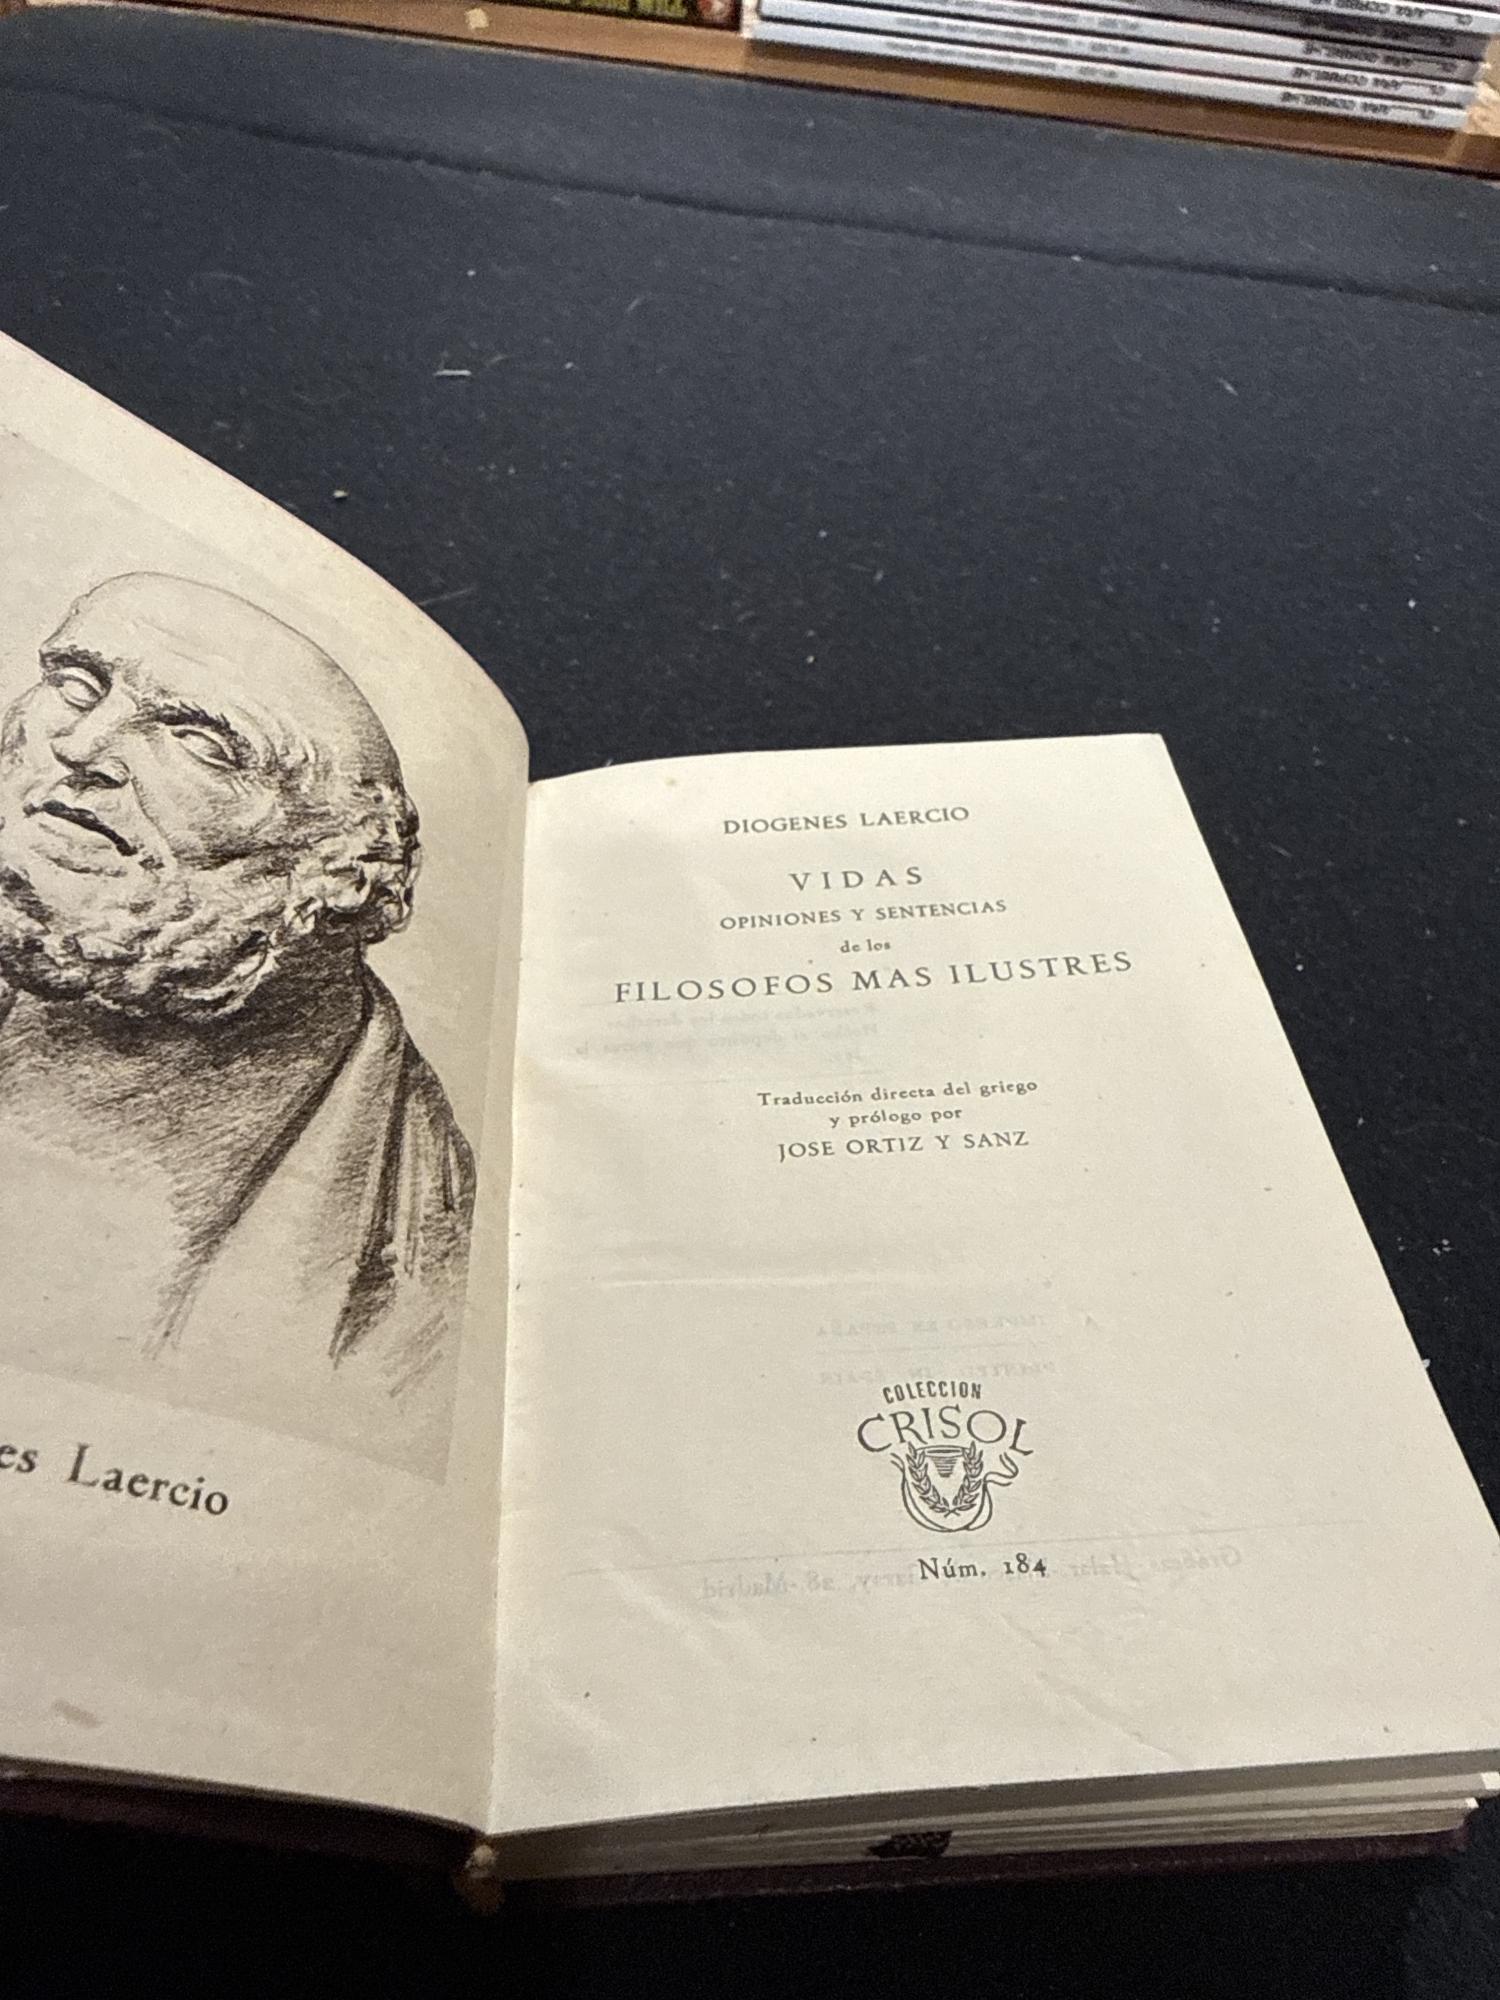 es Laercio
DIOGENES LAERCIO
VIDAS
OPINIONES Y SENTENCIAS
de los
FILOSOFOS MAS ILUSTRES
Traducción directa del griego
y prólogo por
JOSE ORTIZ Y SANZ
COLECCION
CRISOL
Núm. 184